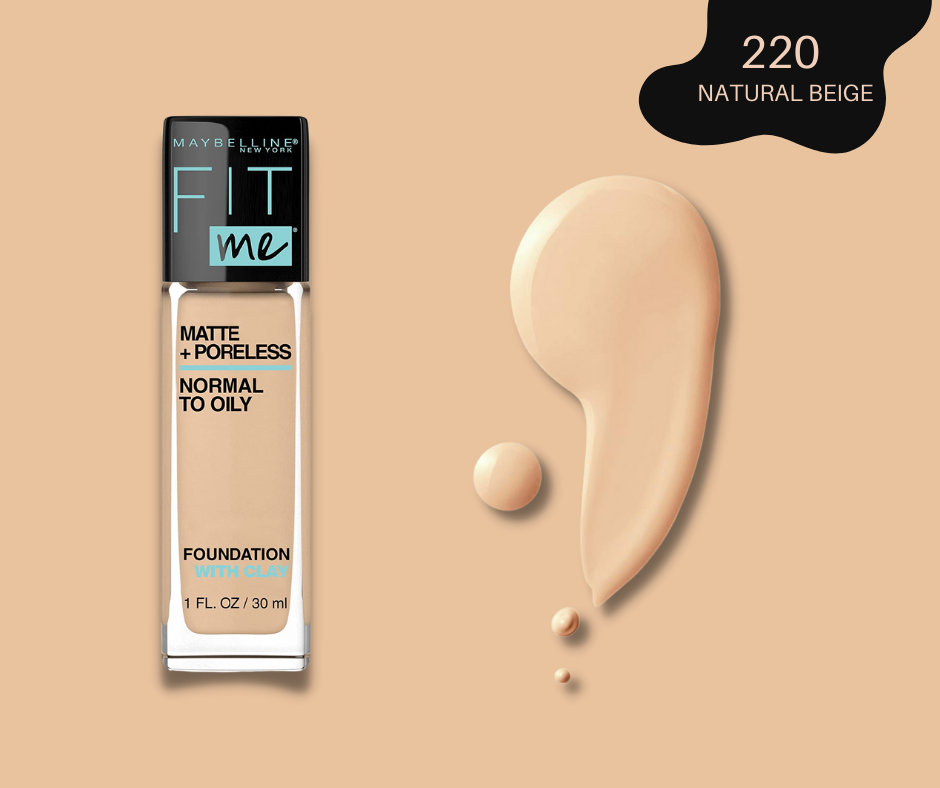 220
NATURAL BEIGE
MAYBELLINE®
NEW YORK
FIT
me®
MATTE
+ PORELESS
NORMAL
TO OILY
FOUNDATION
WITH CLAY
1 FL. OZ / 30 ml